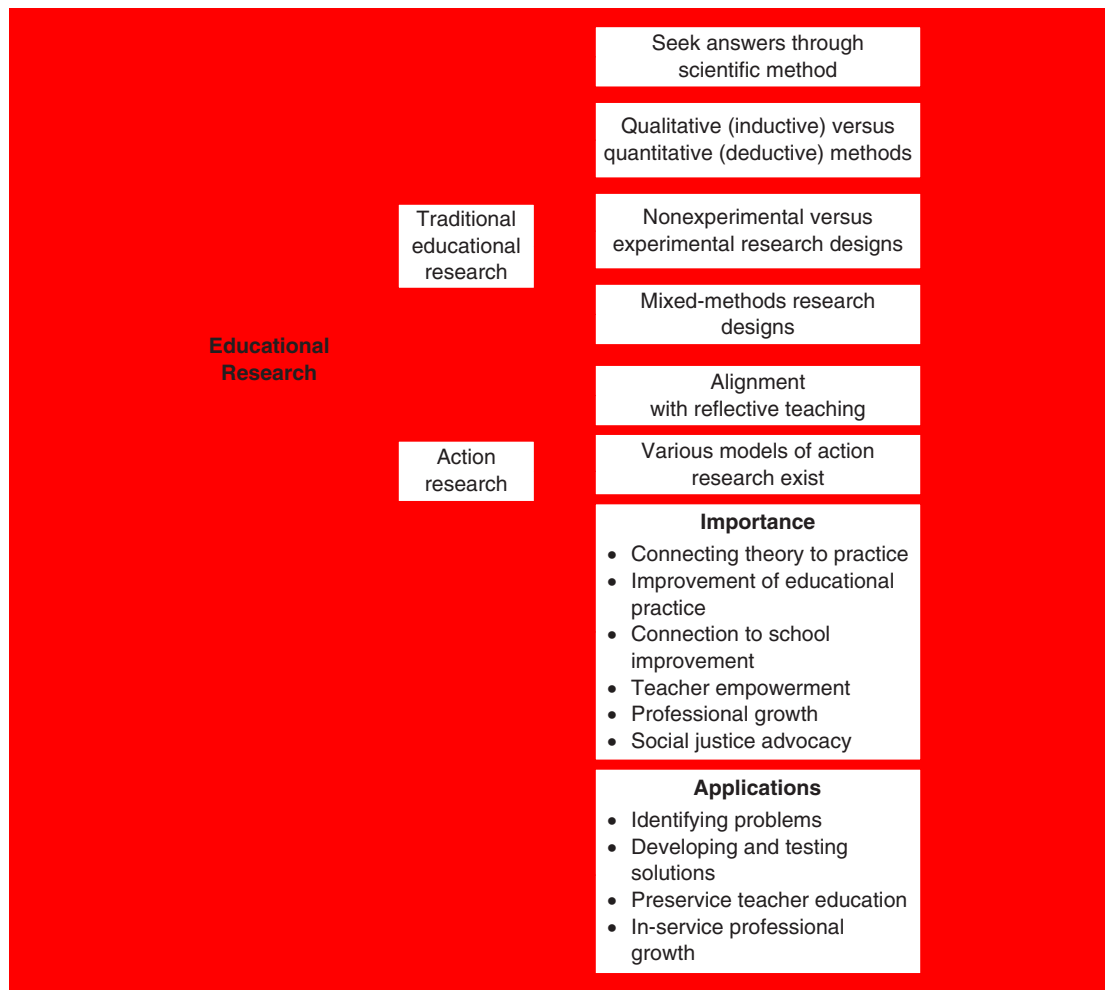 Seek answers through
scientific method
Qualitative (inductive) versus
quantitative (deductive) methods
Traditional
educational
research
Nonexperimental versus
experimental research designs
Mixed-methods research
designs
Educational
Research
Alignment
with reflective teaching
Action
research
Various models of action
research exist
Importance
• Connecting theory to practice
• Improvement of educational
practice
• Connection to school
improvement
• Teacher empowerment
• Professional growth
• Social justice advocacy
Applications
• Identifying problems
• Developing and testing
solutions
• Preservice teacher education
• In-service professional
growth